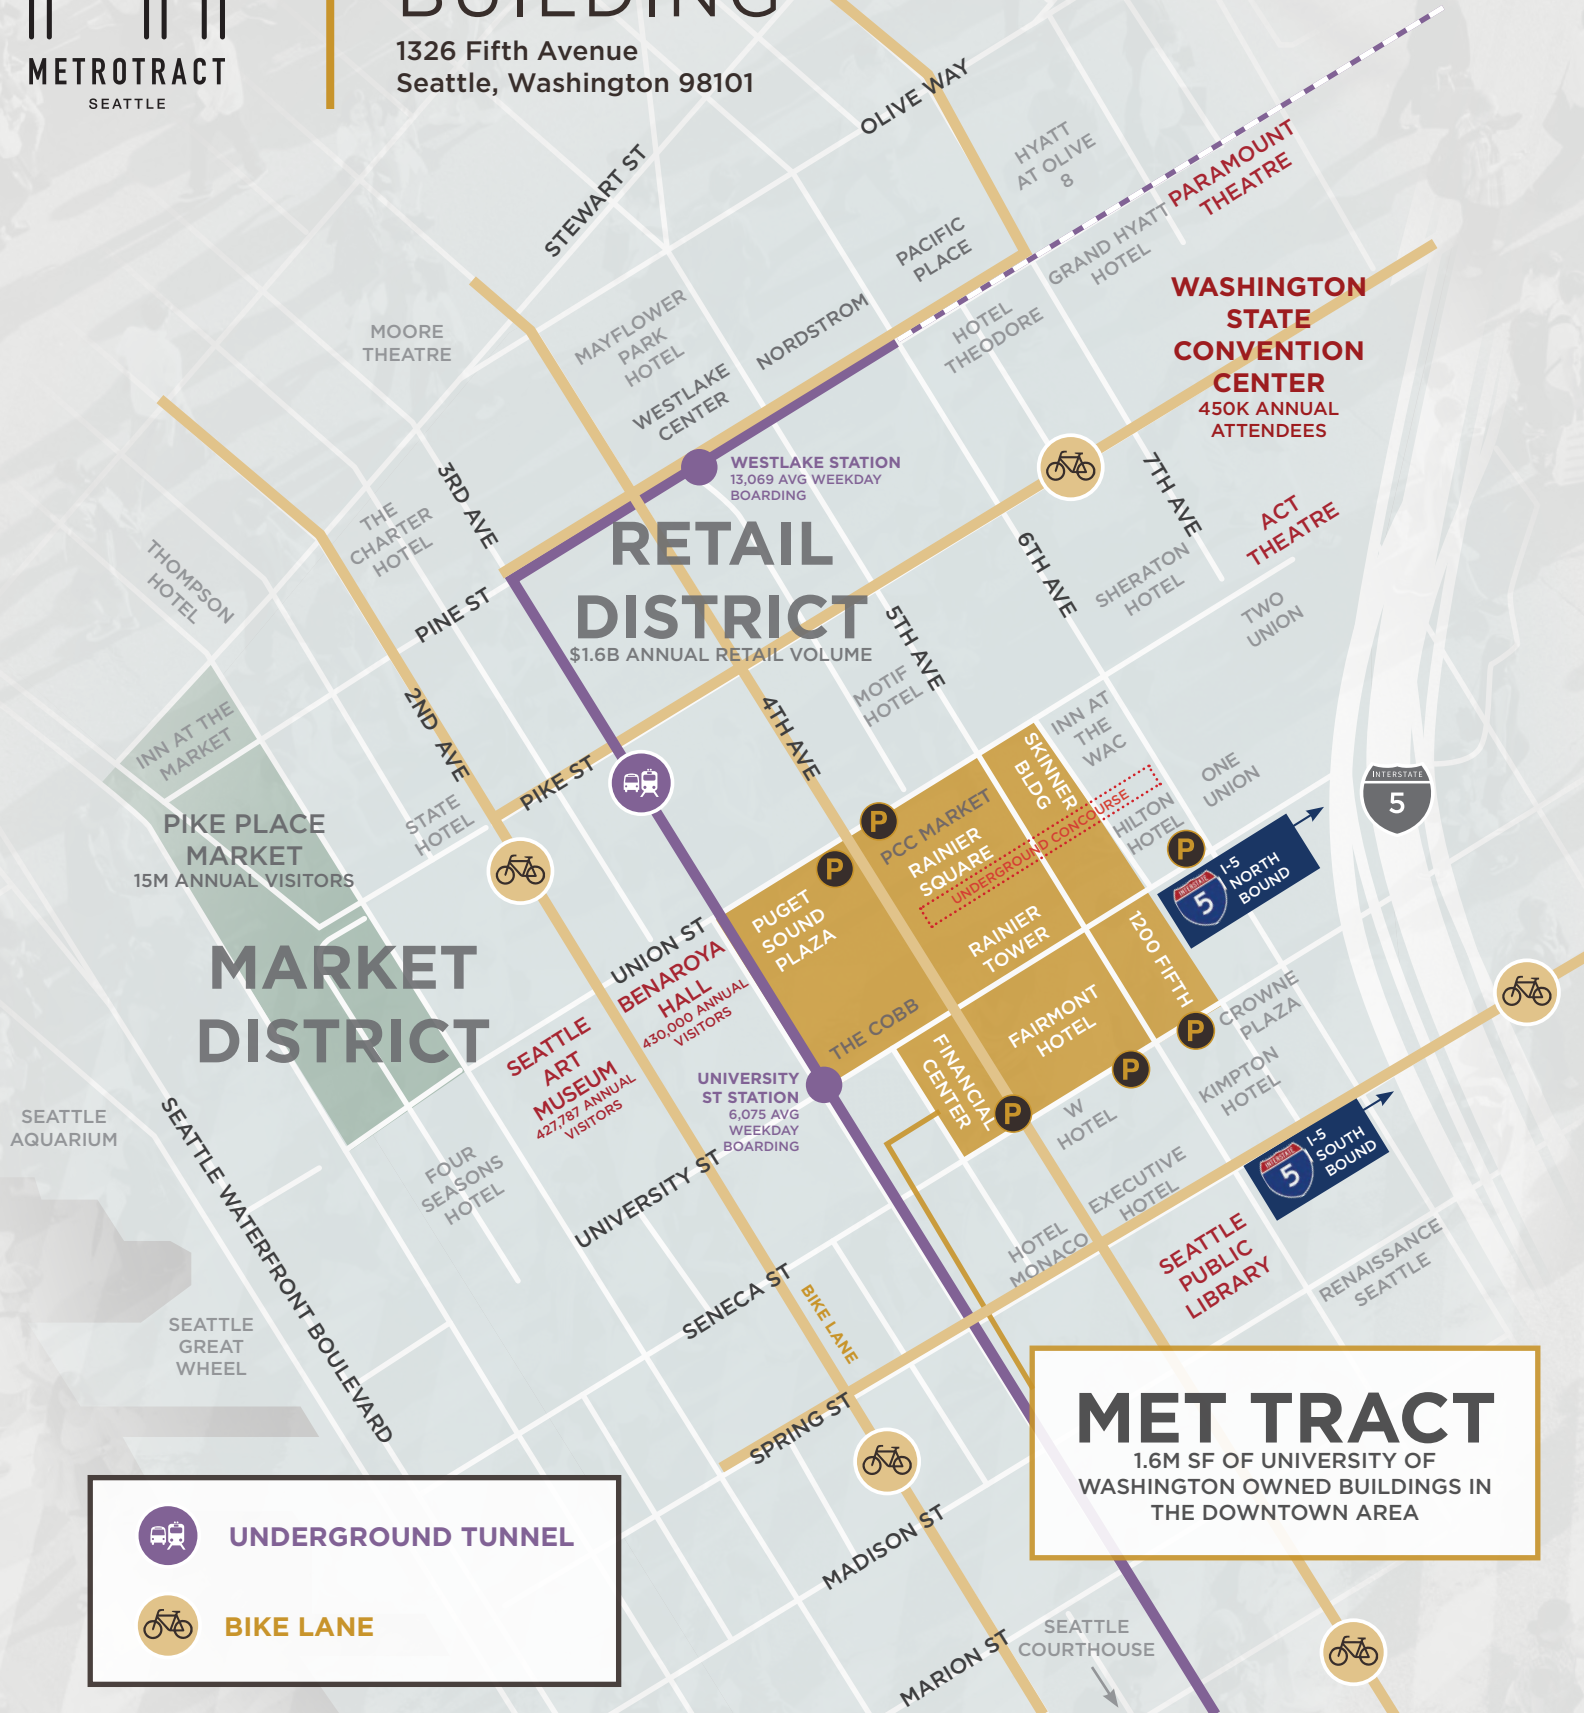 BUILDING
1326 Fifth Avenue
Seattle, Washington 98101
METROTRACT
SEATTLE
OLIVE WAY
STEWART ST
HYATT
AT OLIVE
8
PARAMOUNT
THEATRE
PACIFIC
PLACE
GRAND HYATT
HOTEL
WASHINGTON
STATE
CONVENTION
CENTER
450K ANNUAL
ATTENDEES
MOORE
THEATRE
MAYFLOWER
PARK
HOTEL
NORDSTROM
HOTEL
THEODORE
WESTLAKE
CENTER
WESTLAKE STATION
13,069 AVG WEEKDAY
BOARDING
3RD AVE
7TH AVE
THE
CHARTER
HOTEL
ACT
THEATRE
RETAIL
DISTRICT
$1.6B ANNUAL RETAIL VOLUME
THOMPSON
HOTEL
PINE ST
6TH AVE
SHERATON
HOTEL
TWO
UNION
5TH AVE
MOTIF
HOTEL
2ND AVE
4TH AVE
INN AT THE
MARKET
PIKE ST
INN AT
THE
WAC
SKINNER
BLDG
ONE
UNION
INTERSTATE
5
STATE
HOTEL
PIKE PLACE
MARKET
15M ANNUAL VISITORS
P
P
PCC MARKET
RAINIER
SQUARE
UNDERGROUND CONCOURSE
HILTON
HOTEL
P
INTERSTATE
5
I-5
NORTH
BOUND
PUGET
SOUND
PLAZA
RAINIER
TOWER
1200 FIFTH
UNION ST
MARKET
DISTRICT
BENAROYA
HALL
430,000 ANNUAL
VISITORS
THE COBB
FAIRMONT
HOTEL
CROWNE
PLAZA
P
P
SEATTLE
ART
MUSEUM
427,787 ANNUAL
VISITORS
FINANCIAL
CENTER
P
UNIVERSITY
ST STATION
6,075 AVG
WEEKDAY
BOARDING
W
HOTEL
KIMPTON
HOTEL
SEATTLE
AQUARIUM
INTERSTATE
5
I-5
SOUTH
BOUND
SEATTLE WATERFRONT BOULEVARD
FOUR
SEASONS
HOTEL
UNIVERSITY ST
EXECUTIVE
HOTEL
HOTEL
MONACO
SEATTLE
PUBLIC
LIBRARY
RENAISSANCE
SEATTLE
SENECA ST
BIKE LANE
SEATTLE
GREAT
WHEEL
SPRING ST
MET TRACT
1.6M SF OF UNIVERSITY OF
WASHINGTON OWNED BUILDINGS IN
THE DOWNTOWN AREA
UNDERGROUND TUNNEL
BIKE LANE
MADISON ST
MARION ST
SEATTLE
COURTHOUSE